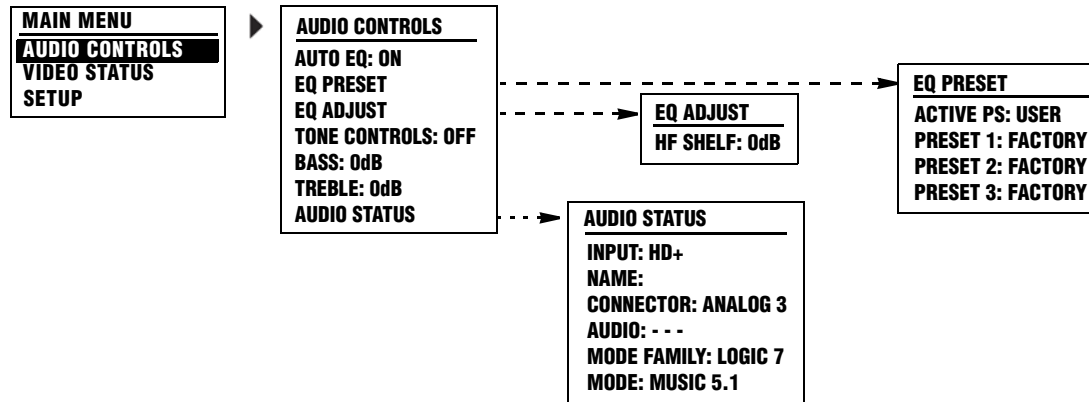 MAIN MENU
AUDIO CONTROLS
VIDEO STATUS
SETUP
AUDIO CONTROLS
AUTO EQ: ON
EQ PRESET
EQ ADJUST
TONE CONTROLS: OFF
BASS: 0dB
TREBLE: 0dB
AUDIO STATUS
EQ ADJUST
HF SHELF: 0dB
EQ PRESET
ACTIVE PS: USER
PRESET 1: FACTORY
PRESET 2: FACTORY
PRESET 3: FACTORY
AUDIO STATUS
INPUT: HD+
NAME:
CONNECTOR: ANALOG 3
AUDIO: - - -
MODE FAMILY: LOGIC 7
MODE: MUSIC 5.1